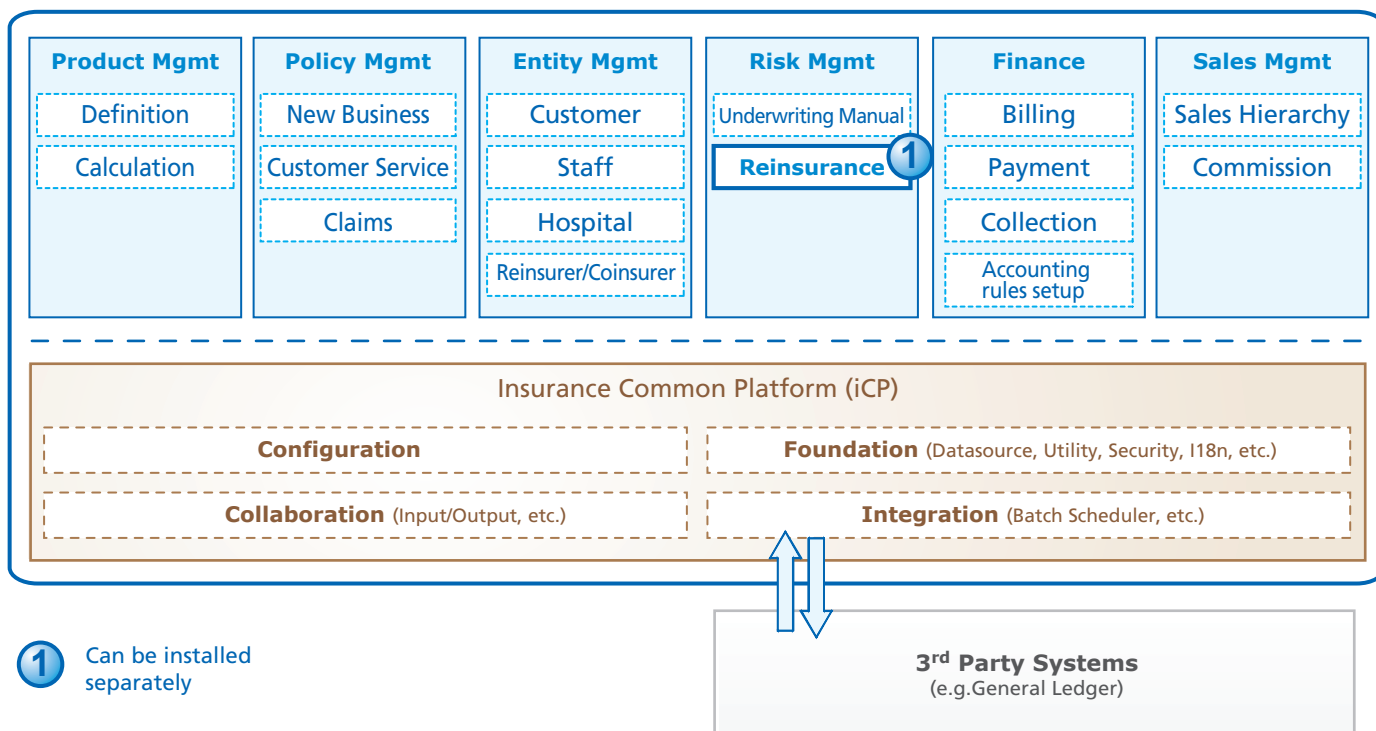 Product Mgmt
Definition
Calculation
Policy Mgmt
New Business
Customer Service
Claims
Entity Mgmt
Customer
Staff
Hospital
Reinsurer/Coinsurer
Risk Mgmt
Underwriting Manual
Reinsurance
1
Finance
Billing
Payment
Collection
Accounting
rules setup
Sales Mgmt
Sales Hierarchy
Commission
Insurance Common Platform (iCP)
Configuration
Foundation (Datasource, Utility, Security, I18n, etc.)
Collaboration (Input/Output, etc.)
Integration (Batch Scheduler, etc.)
1
Can be installed
separately
3rd Party Systems
(e.g.General Ledger)